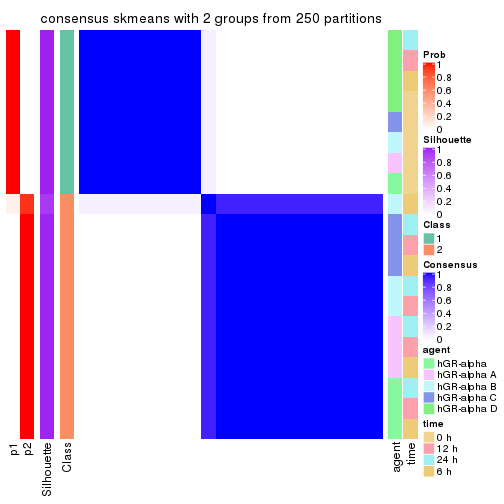 consensus skmeans with 2 groups from 250 partitions
p1
p2
Silhouette
Class
agent
time
Prob
1
0.8
0.6
0.4
0.2
0
Silhouette
1
0.8
0.6
0.4
0.2
0
Class
1
2
Consensus
1
0.8
0.6
0.4
0.2
0
agent
hGR-alpha
hGR-alpha A
hGR-alpha B
hGR-alpha C
hGR-alpha D
time
0 h
12 h
24 h
6 h